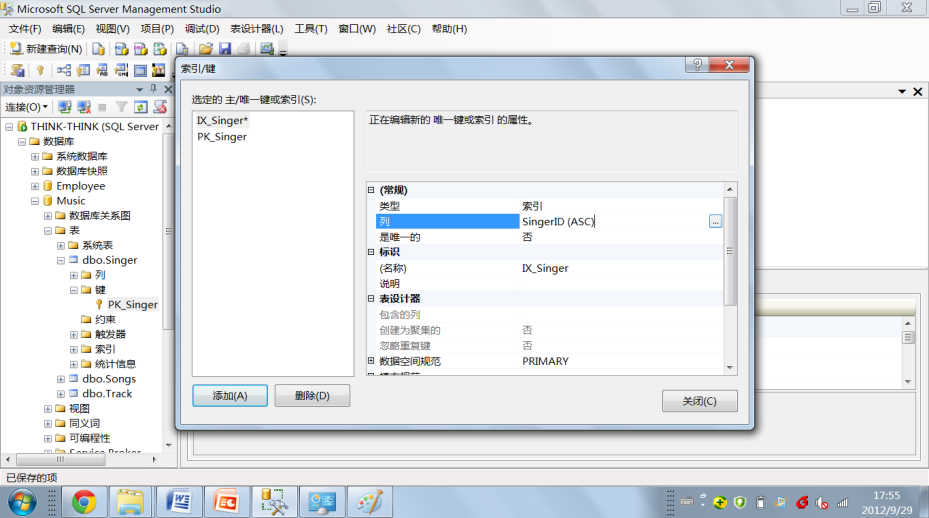 Microsoft SQL Server Management Studio
文件(F) 编辑(E) 视图(V) 项目(P) 调试(D) 表设计器(L) 工具(T) 窗口(W) 社区(C) 帮助(H)
新建查询(N)
对象资源管理器
连接(O)
THINK-THINK (SQL Server
数据库
系统数据库
数据库快照
Employee
Music
数据库关系图
表
系统表
dbo.Singer
列
键
PK_Singer
约束
触发器
索引
统计信息
dbo.Songs
dbo.Track
视图
同义词
可编程性
Service Broker
索引/键
选定的 主/唯一键或索引(S):
IX_Singer*
PK_Singer
正在编辑新的 唯一键或索引 的属性。
(常规)
类型 索引
列 SingerID (ASC)
是唯一的 否
标识
(名称) IX_Singer
说明
表设计器
包含的列
创建为聚集的 否
忽略重复键 否
数据空间规范 PRIMARY
添加(A) 删除(D)
关闭(C)
已保存的项
17:55
2012/9/29